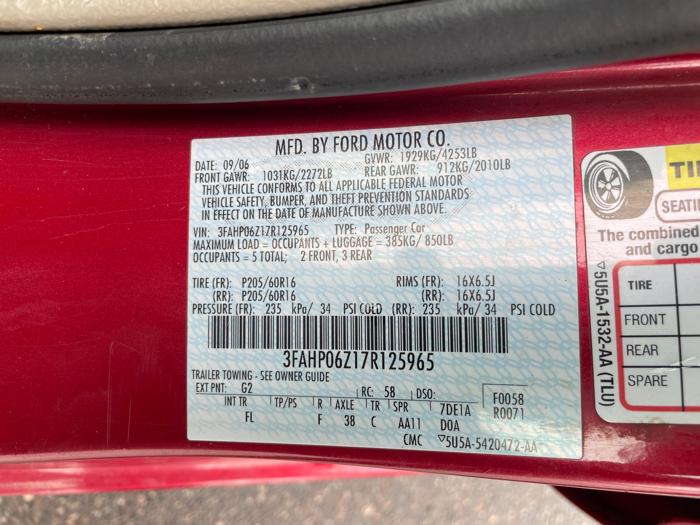 MFD. BY FORD MOTOR CO.
DATE: 09/06 GVWR: 1929KG/4253LB
FRONT GAWR: 1031KG/2272LB REAR GAWR: 912KG/2010LB
THIS VEHICLE CONFORMS TO ALL APPLICABLE FEDERAL MOTOR
VEHICLE SAFETY, BUMPER, AND THEFT PREVENTION STANDARDS
IN EFFECT ON THE DATE OF MANUFACTURE SHOWN ABOVE.
VIN: 3FAHP06Z17R125965 TYPE: Passenger Car
MAXIMUM LOAD = OCCUPANTS + LUGGAGE = 385KG/ 850LB
OCCUPANTS = 5 TOTAL; 2 FRONT, 3 REAR
TIRE (FR): P205/60R16 RIMS (FR): 16X6.5J
(RR): P205/60R16 (RR): 16X6.5J
PRESSURE (FR): 235 kPa/ 34 PSI COLD (RR): 235 kPa/ 34 PSI COLD
3FAHP06Z17R125965
TRAILER TOWING - SEE OWNER GUIDE
EXT PNT: G2 RC: 58 DSO: F0058
R0071
INT TR TP/PS R AXLE TR SPR 7DE1A
FL F 38 C AA11 DOA
CMC ▽5U5A-5420472-AA
TI
SEATI
The combined
and cargo
TIRE
FRONT
REAR
SPARE
▽5U5A-1532-AA (TLU)